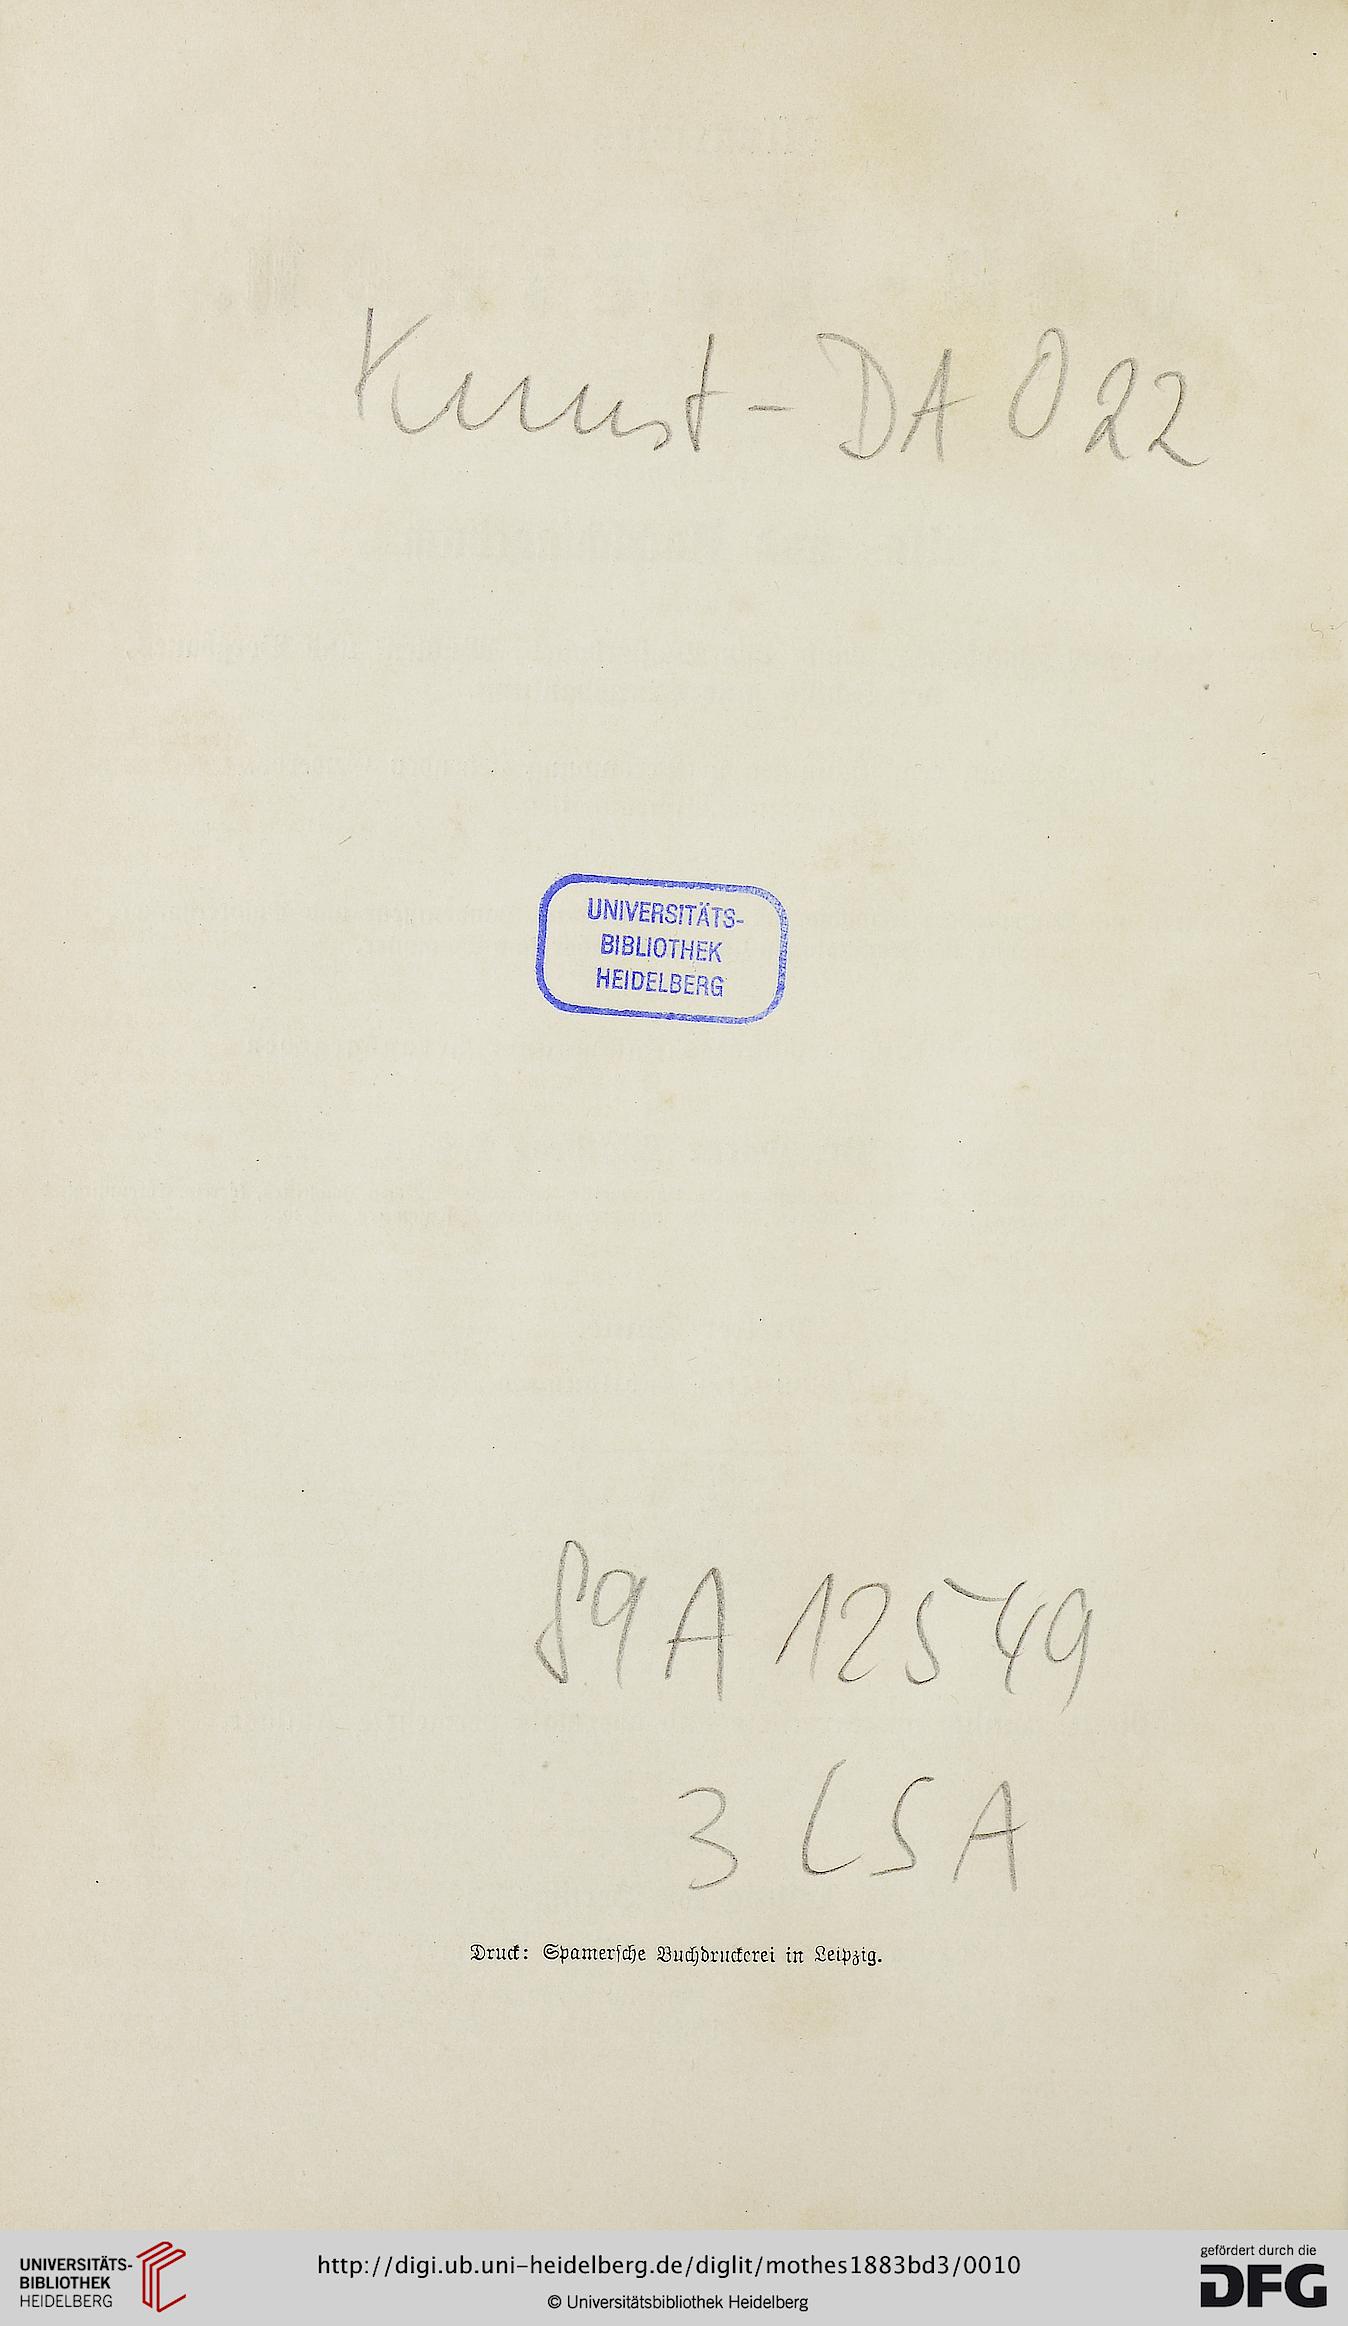 Kunst - DA 022
UNIVERSITÄTS-
BIBLIOTHEK
HEIDELBERG
89 A 12549
3 LSA
Druck: Spamersche Buchdruckerei in Leipzig.
UNIVERSITÄTS-
BIBLIOTHEK
HEIDELBERG
http://digi.ub.uni-heidelberg.de/diglit/mothes1883bd3/0010
© Universitätsbibliothek Heidelberg
gefördert durch die
DFG